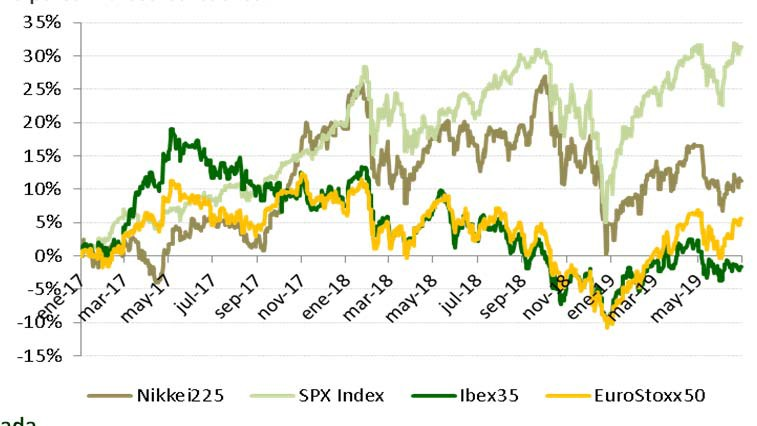 35%
30%
25%
20%
15%
10%
5%
0%
-5%
-10%
-15%
ene-17
mar-17
may-17
jul-17
sep-17
nov-17
ene-18
mar-18
may-18
jul-18
sep-18
nov-18
ene-19
mar-19
may-19
Nikkei225 SPX Index Ibex35 EuroStoxx50